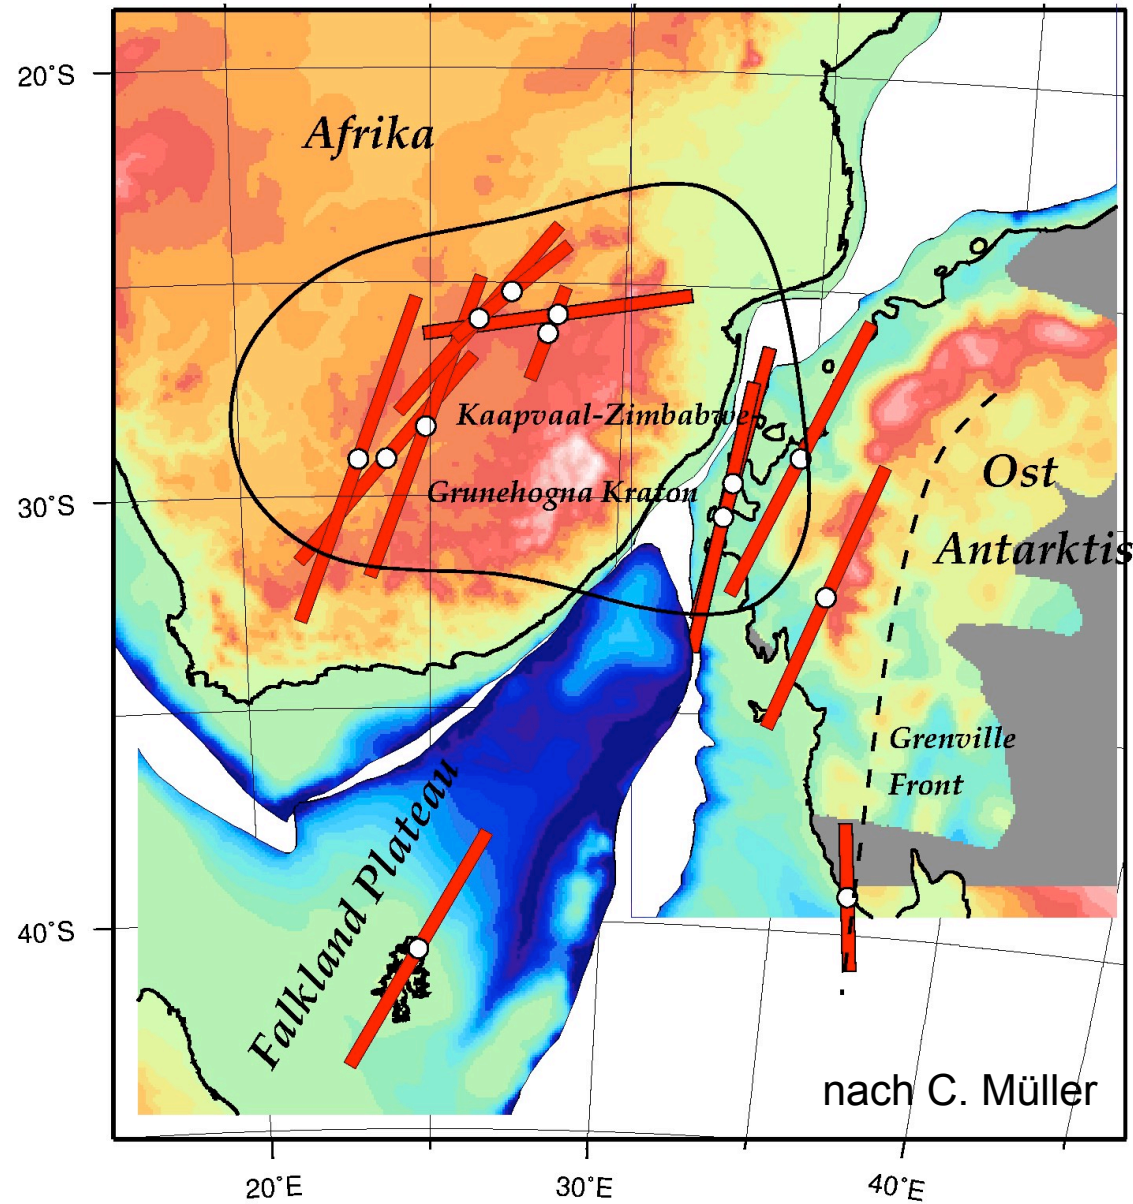 20°S
Afrika
Kaapvaal-Zimbabwe-
Grunehogna Kraton
30°S
Ost
Antarktis
Grenville
Front
Falkland Plateau
40°S
nach C. Müller
20°E
30°E
40°E